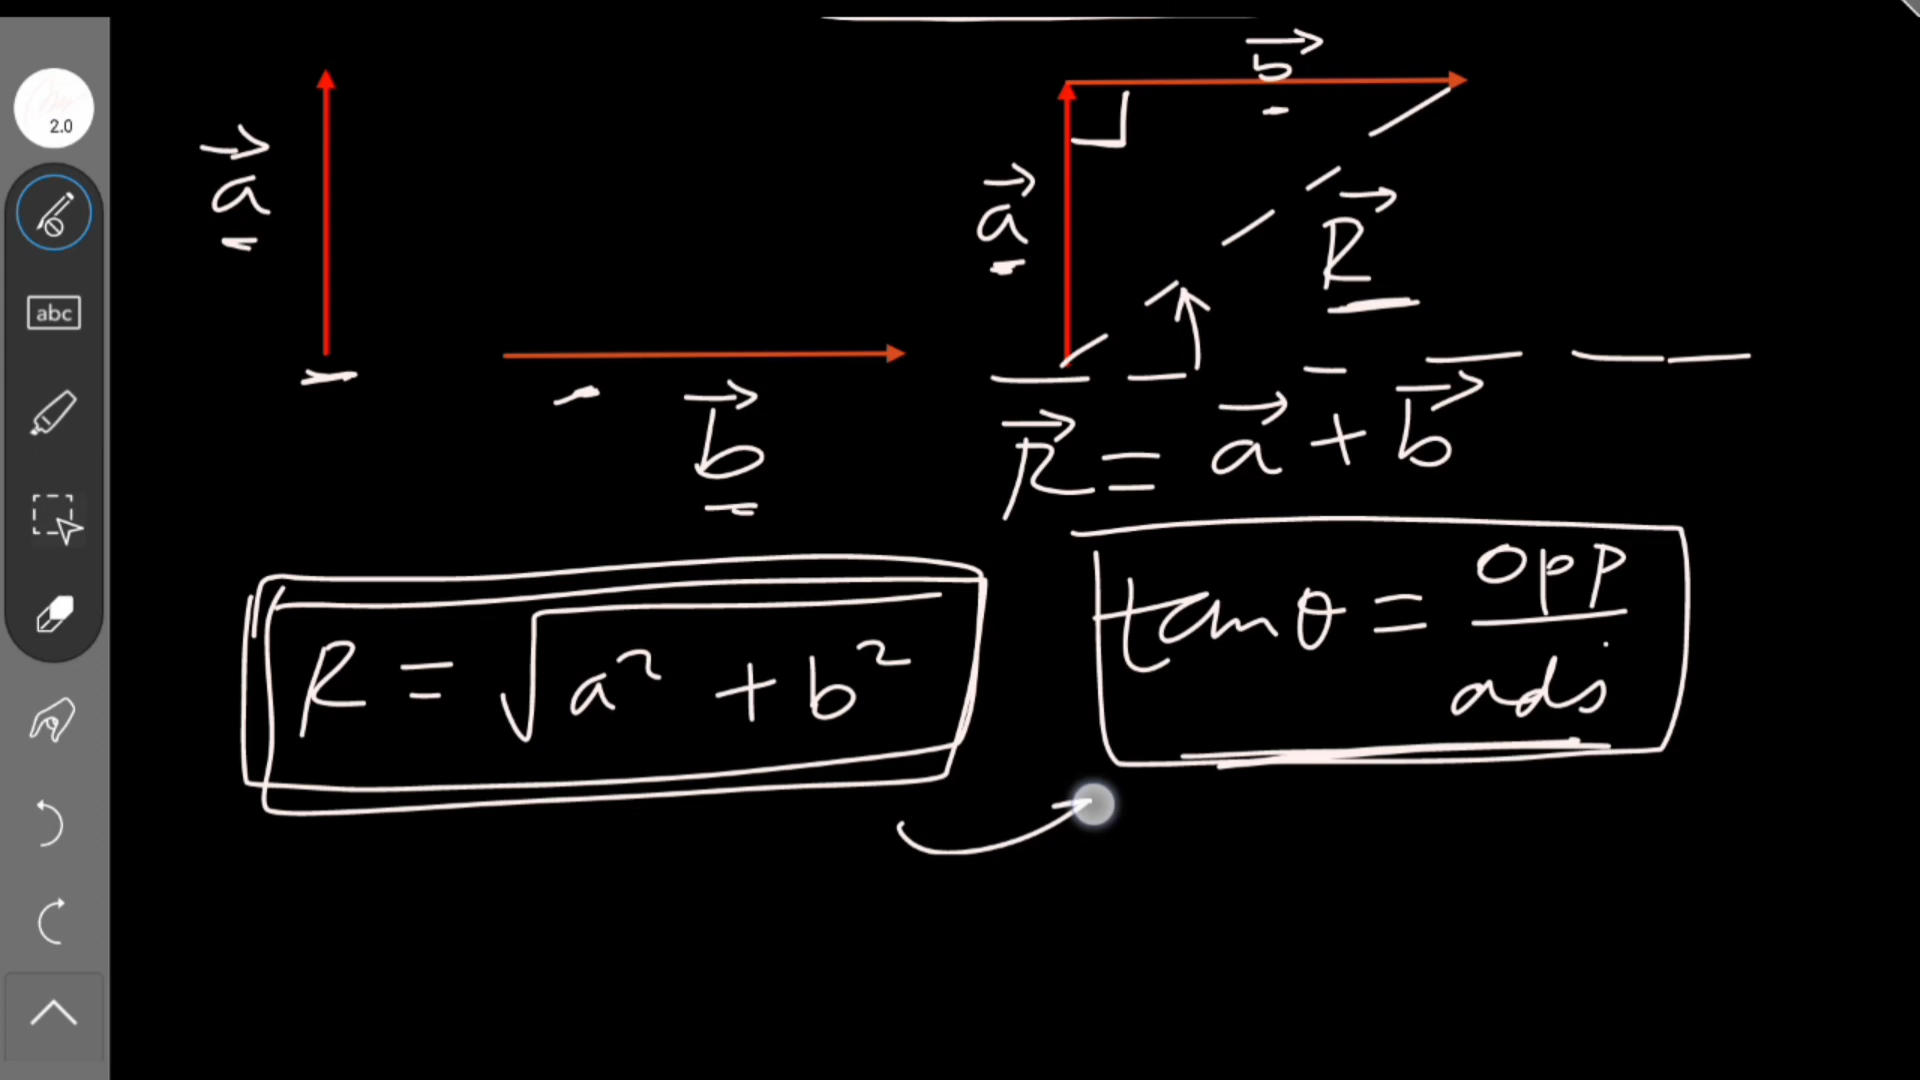 2.0
abc
→a
→b
→b
→a
→R
→R = →a + →b
R = √a² + b²
tan θ = opp / adj